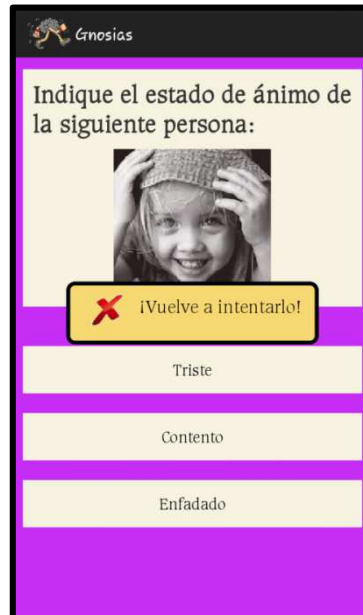 Gnosias
Indique el estado de ánimo de
la siguiente persona:
¡Vuelve a intentarlo!
Triste
Contento
Enfadado